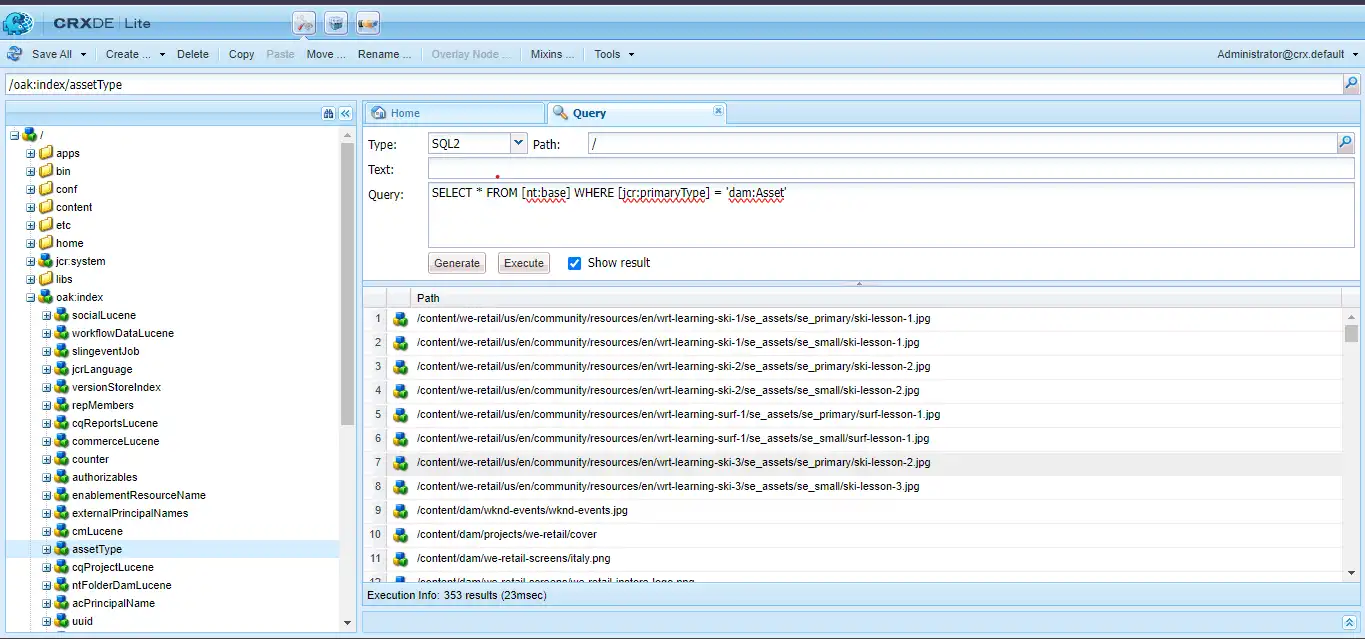 CRXDE | Lite
Save All Create ... Delete Copy Paste Move ... Rename ... Overlay Node ... Mixins ... Tools Administrator@crx.default
/oak:index/assetType
Home Query
/
apps
bin
conf
content
etc
home
jcr:system
libs
oak:index
socialLucene
workflowDataLucene
slingeventJob
jcrLanguage
versionStoreIndex
repMembers
cqReportsLucene
commerceLucene
counter
authorizables
enablementResourceName
externalPrincipalNames
cmLucene
assetType
cqProjectLucene
ntFolderDamLucene
acPrincipalName
uuid
Type: SQL2 Path: /
Text:
Query: SELECT * FROM [nt:base] WHERE [jcr:primaryType] = 'dam:Asset'
Generate Execute Show result
Path
1 /content/we-retail/us/en/community/resources/en/wrt-learning-ski-1/se_assets/se_primary/ski-lesson-1.jpg
2 /content/we-retail/us/en/community/resources/en/wrt-learning-ski-1/se_assets/se_small/ski-lesson-1.jpg
3 /content/we-retail/us/en/community/resources/en/wrt-learning-ski-2/se_assets/se_primary/ski-lesson-2.jpg
4 /content/we-retail/us/en/community/resources/en/wrt-learning-ski-2/se_assets/se_small/ski-lesson-2.jpg
5 /content/we-retail/us/en/community/resources/en/wrt-learning-surf-1/se_assets/se_primary/surf-lesson-1.jpg
6 /content/we-retail/us/en/community/resources/en/wrt-learning-surf-1/se_assets/se_small/surf-lesson-1.jpg
7 /content/we-retail/us/en/community/resources/en/wrt-learning-ski-3/se_assets/se_primary/ski-lesson-2.jpg
8 /content/we-retail/us/en/community/resources/en/wrt-learning-ski-3/se_assets/se_small/ski-lesson-3.jpg
9 /content/dam/wknd-events/wknd-events.jpg
10 /content/dam/projects/we-retail/cover
11 /content/dam/we-retail-screens/italy.png
12 /content/dam/we-retail-screens/we-retail-instore-logo.png
Execution Info: 353 results (23msec)